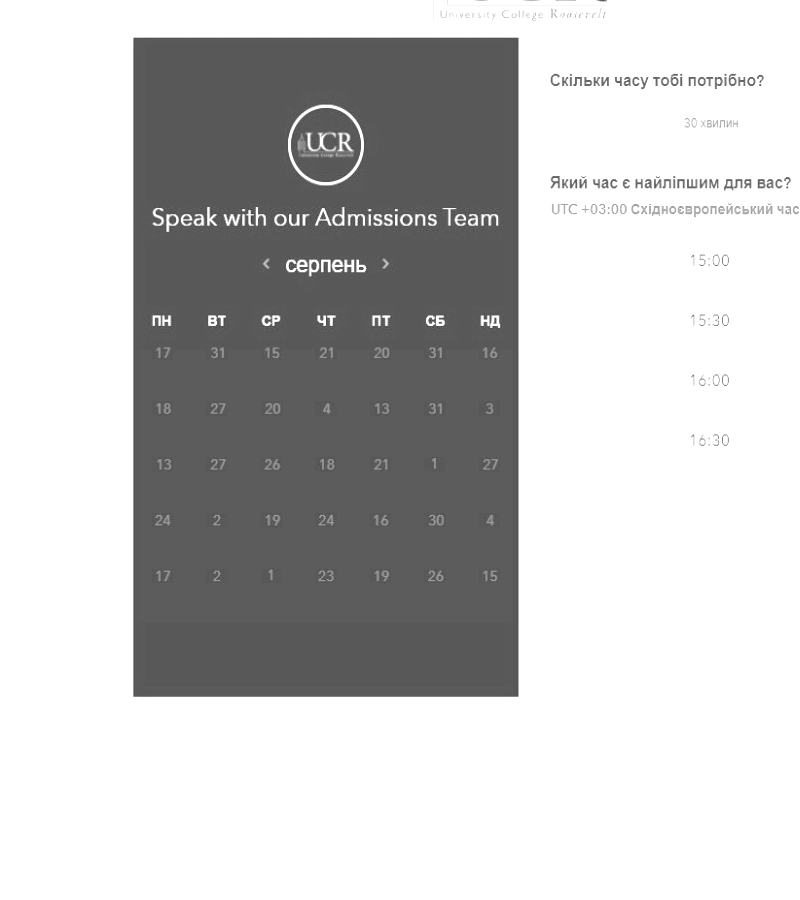 University College Roosevelt
UCR
Speak with our Admissions Team
< серпень >
ПН ВТ СР ЧТ ПТ СБ НД
17 31 15 21 20 31 16
18 27 20 4 13 31 3
13 27 26 18 21 1 27
24 2 19 24 16 30 4
17 2 1 23 19 26 15
Скільки часу тобі потрібно?
30 хвилин
Який час є найліпшим для вас?
UTC +03:00 Східноєвропейський час
15:00
15:30
16:00
16:30